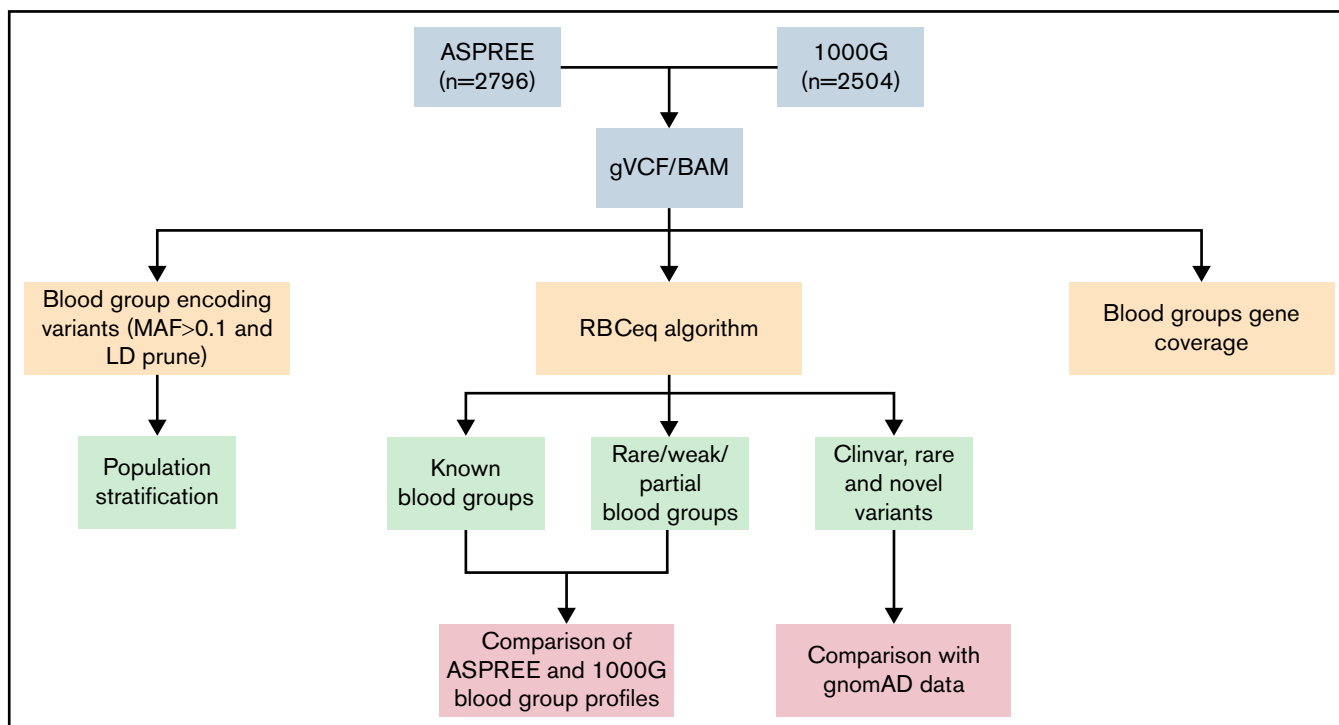 ASPREE
(n=2796)
1000G
(n=2504)
gVCF/BAM
Blood group encoding
variants (MAF>0.1 and
LD prune)
RBCeq algorithm
Blood groups gene
coverage
Population
stratification
Known
blood groups
Rare/weak/
partial
blood groups
Clinvar, rare
and novel
variants
Comparison of
ASPREE and 1000G
blood group profiles
Comparison with
gnomAD data